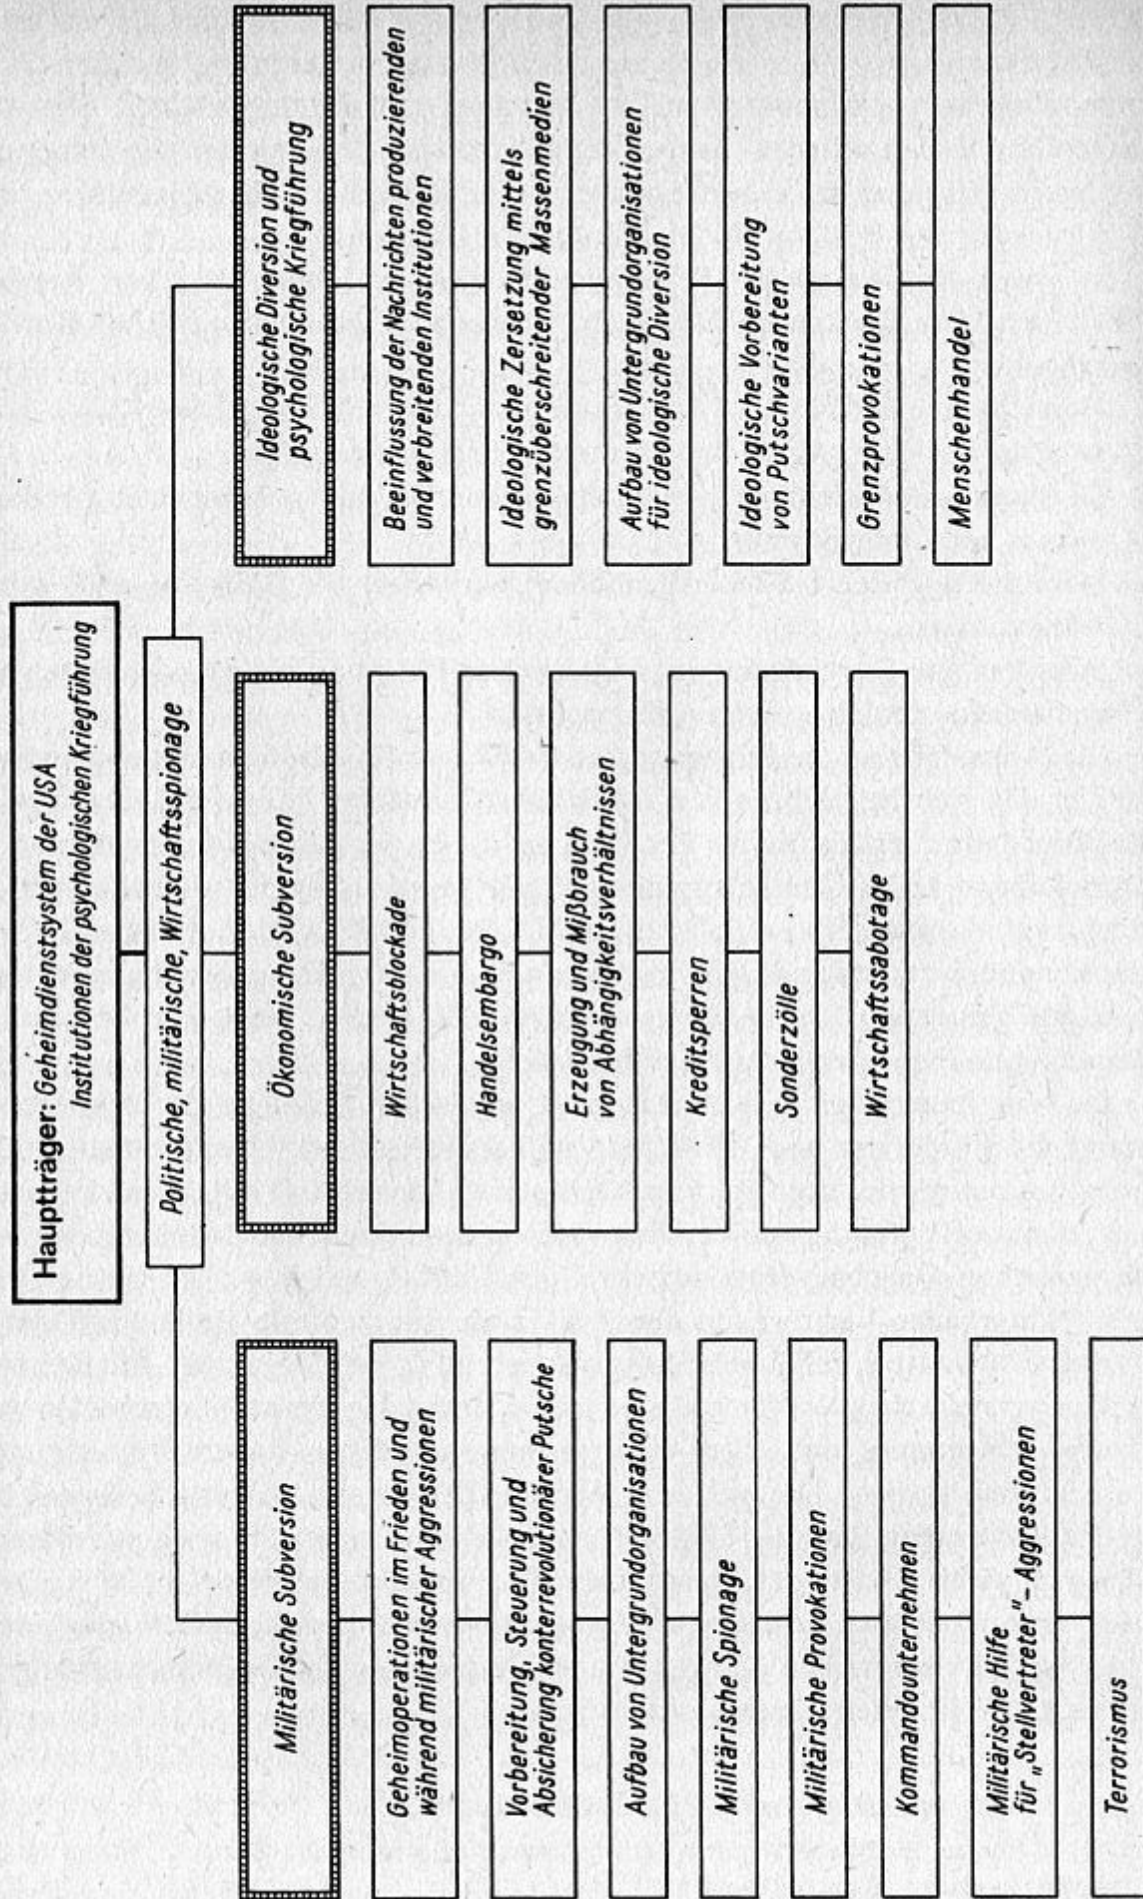 Hauptträger: Geheimdienstsystem der USA
Institutionen der psychologischen Kriegführung
Politische, militärische, Wirtschaftsspionage
Militärische Subversion
Geheimoperationen im Frieden und
während militärischer Aggressionen
Vorbereitung, Steuerung und
Absicherung konterrevolutionärer Putsche
Aufbau von Untergrundorganisationen
Militärische Spionage
Militärische Provokationen
Kommandounternehmen
Militärische Hilfe
für „Stellvertreter"-Aggressionen
Terrorismus
Ökonomische Subversion
Wirtschaftsblockade
Handelsembargo
Erzeugung und Mißbrauch
von Abhängigkeitsverhältnissen
Kreditsperren
Sonderzölle
Wirtschaftssabotage
Ideologische Diversion und
psychologische Kriegführung
Beeinflussung der Nachrichten produzierenden
und verbreitenden Institutionen
Ideologische Zersetzung mittels
grenzüberschreitender Massenmedien
Aufbau von Untergrundorganisationen
für ideologische Diversion
Ideologische Vorbereitung
von Putschvarianten
Grenzprovokationen
Menschenhandel